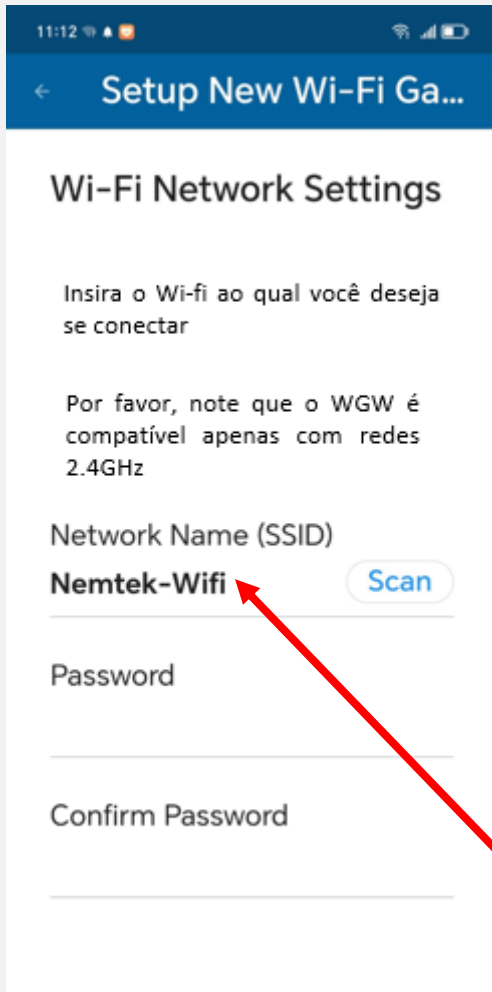 11:12
Setup New Wi-Fi Ga...
Wi-Fi Network Settings
Insira o Wi-fi ao qual você deseja
se conectar
Por favor, note que o WGW é
compatível apenas com redes
2.4GHz
Network Name (SSID)
Nemtek-Wifi Scan
Password
Confirm Password